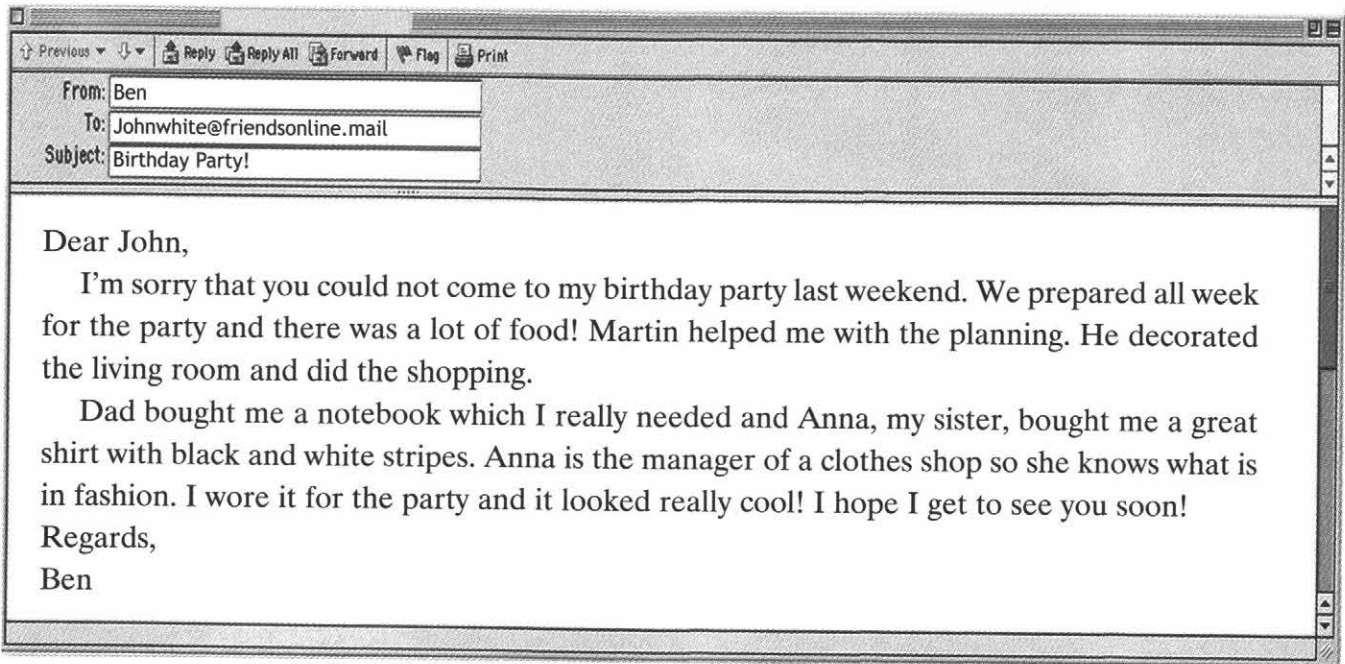 Previous Reply Reply All Forward Flag Print
From: Ben
To: Johnwhite@friendsonline.mail
Subject: Birthday Party!
Dear John,
I'm sorry that you could not come to my birthday party last weekend. We prepared all week
for the party and there was a lot of food! Martin helped me with the planning. He decorated
the living room and did the shopping.
Dad bought me a notebook which I really needed and Anna, my sister, bought me a great
shirt with black and white stripes. Anna is the manager of a clothes shop so she knows what is
in fashion. I wore it for the party and it looked really cool! I hope I get to see you soon!
Regards,
Ben